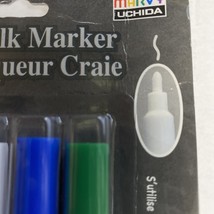 MARVY
UCHIDA
lk Marker
ueur Craie
S'utilise